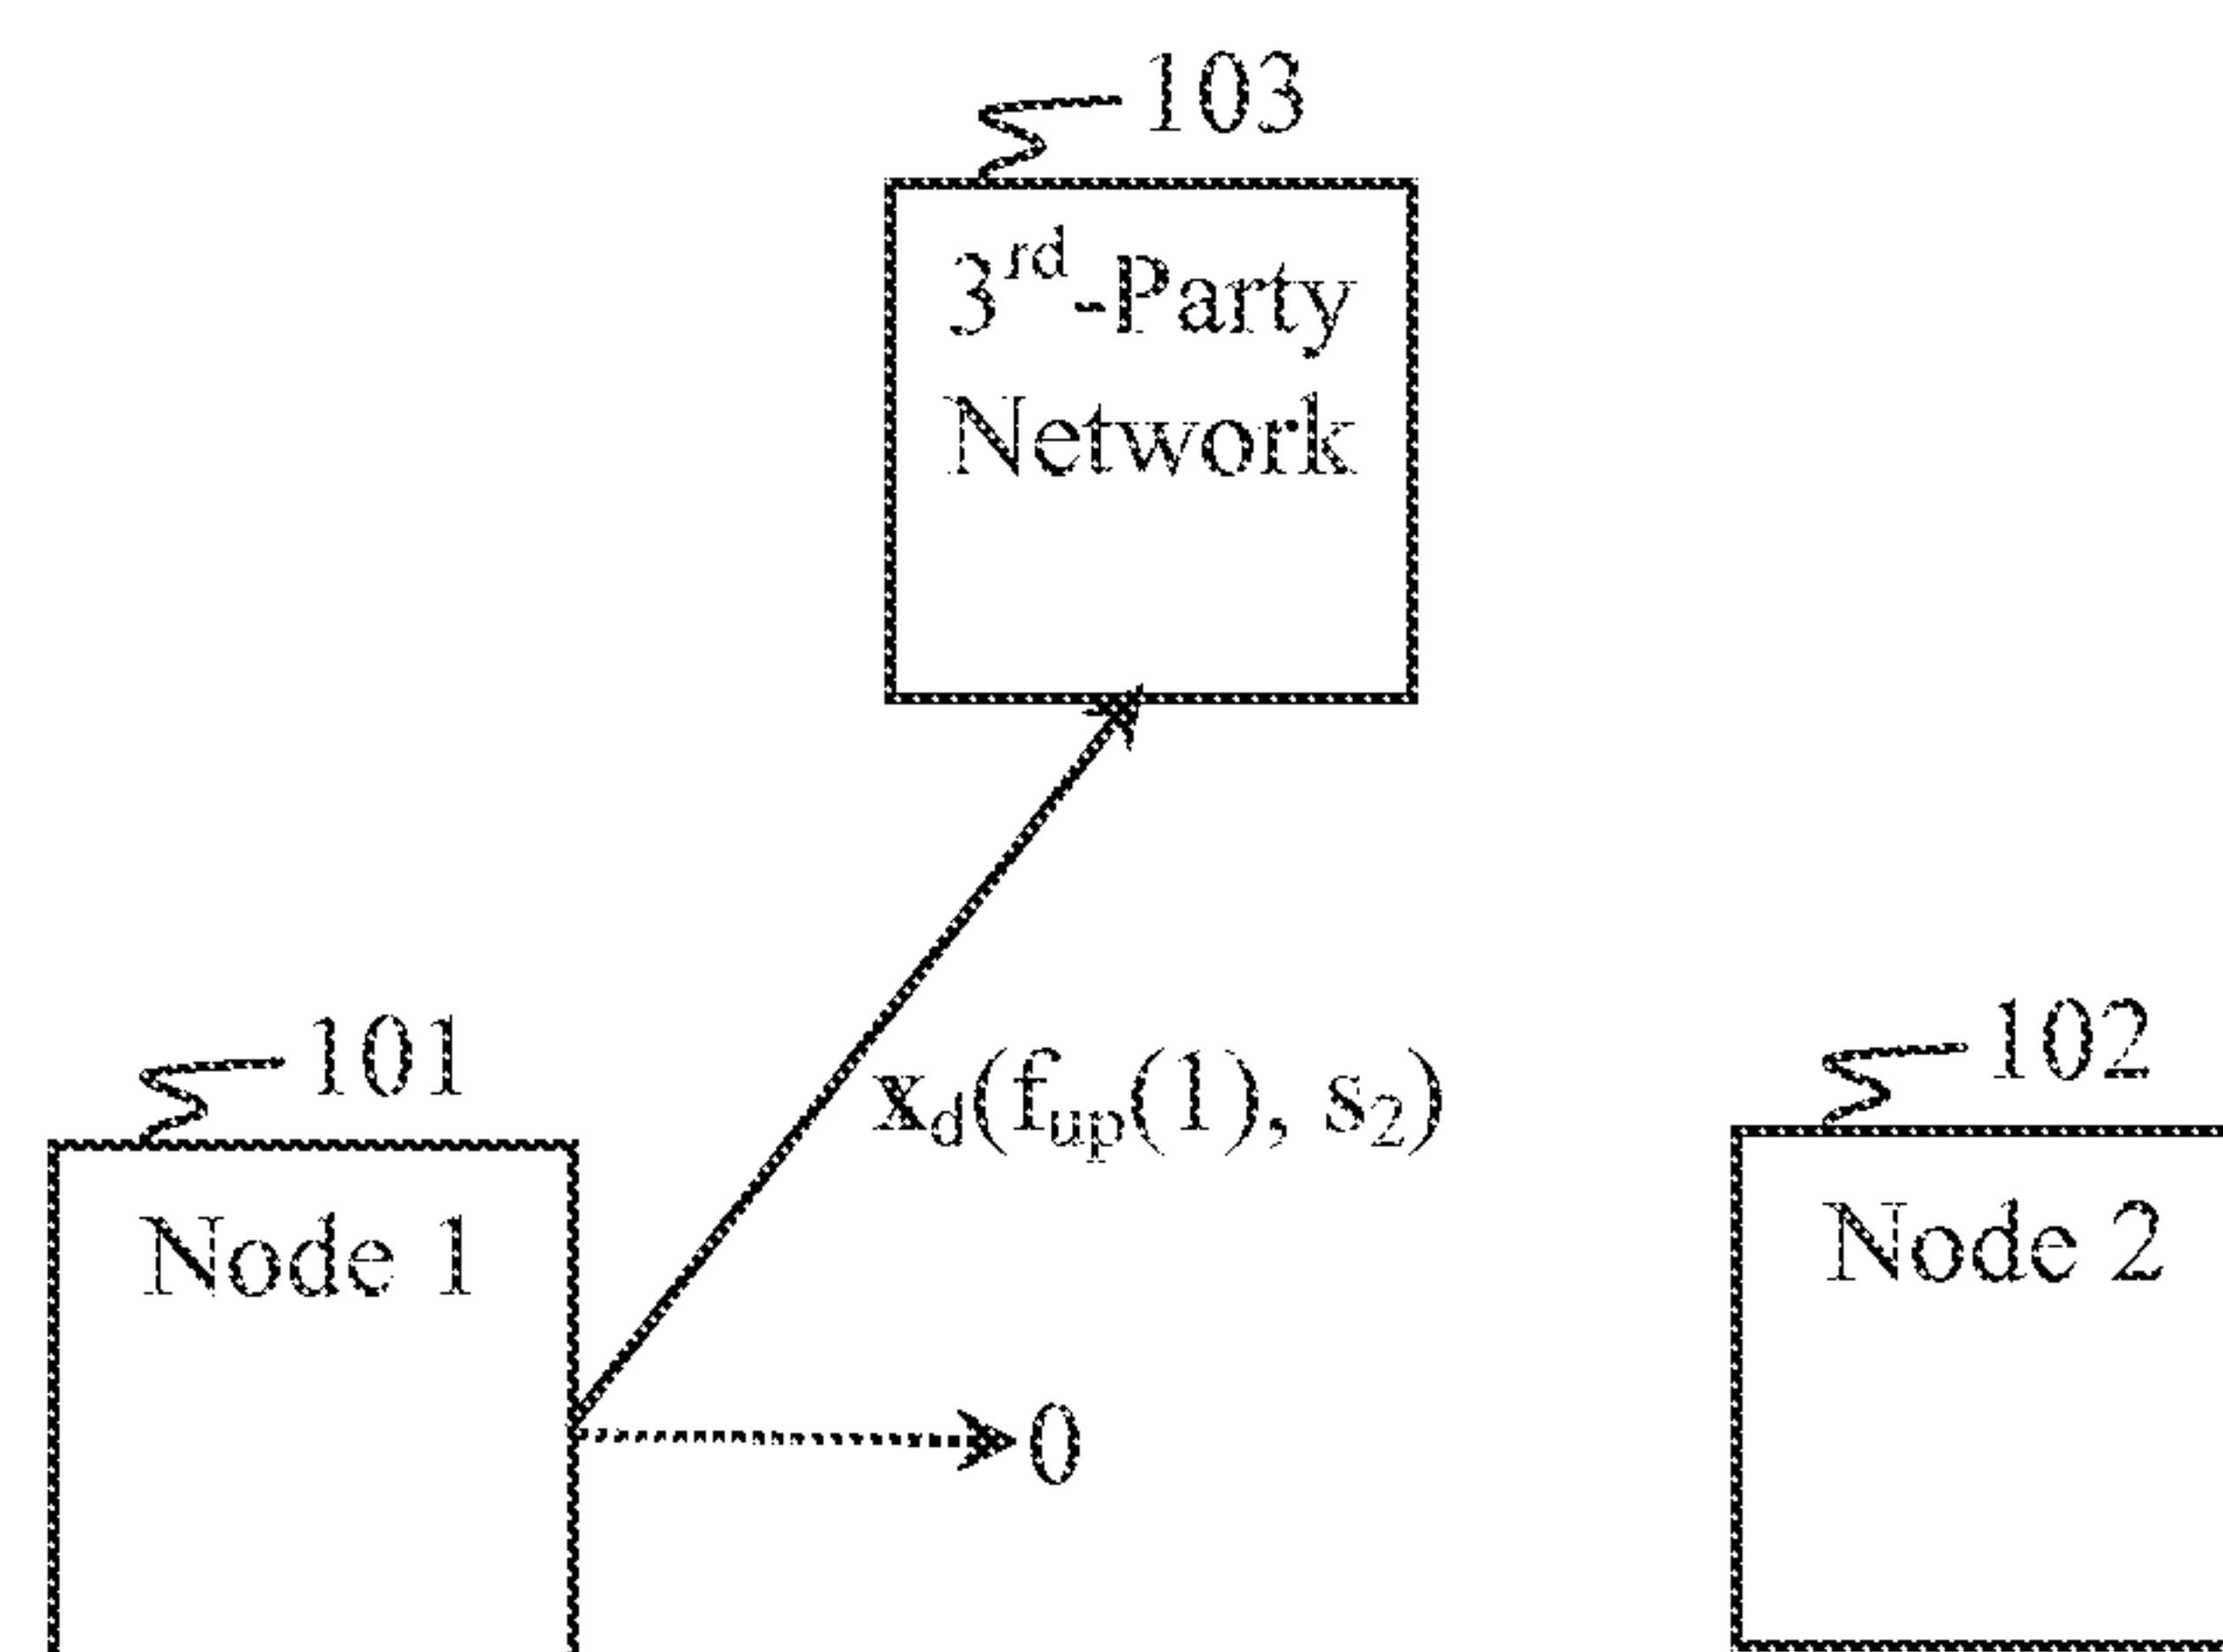 103
3rd-Party
Network
101
xd(fup(1), s2)
102
Node 1
Node 2
0